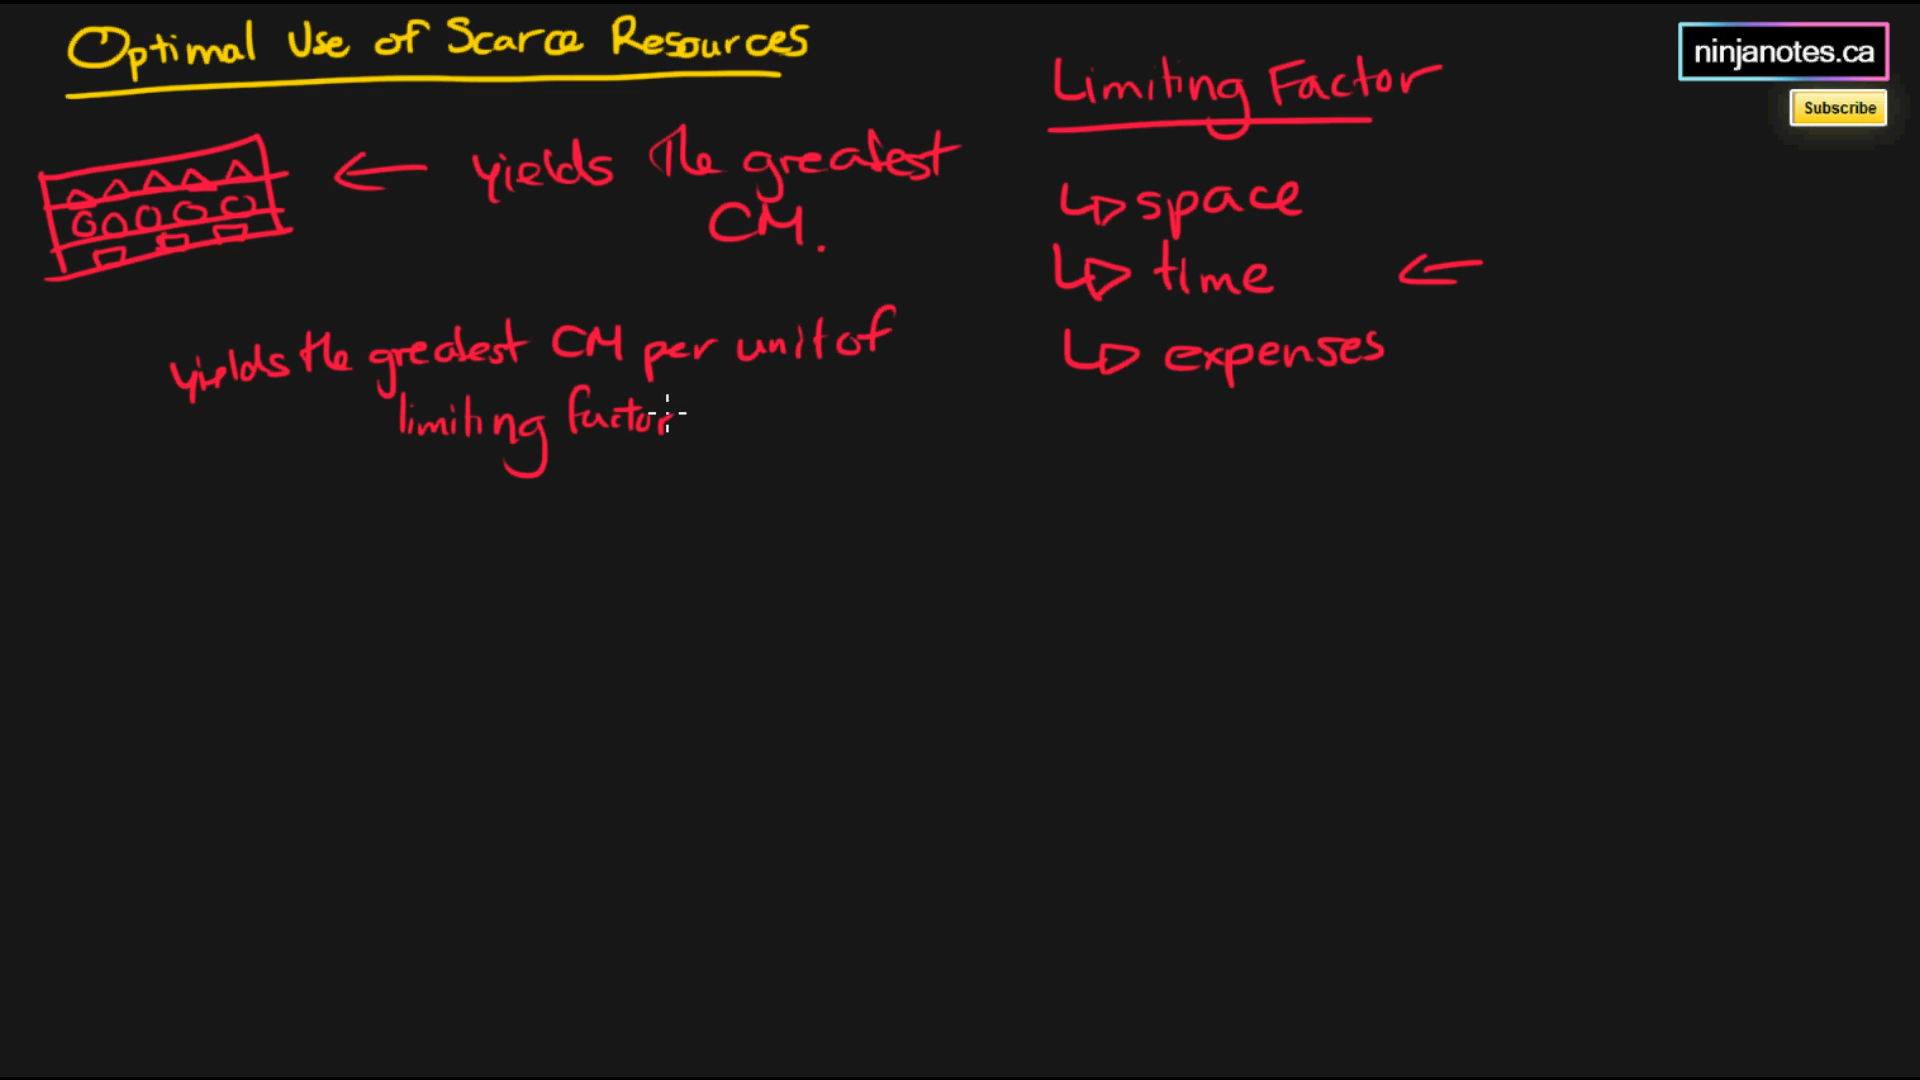 Optimal Use of Scarce Resources
yields the greatest
CM.
yields the greatest CM per unit of
limiting factor
Limiting Factor
space
time
expenses
ninjanotes.ca
Subscribe